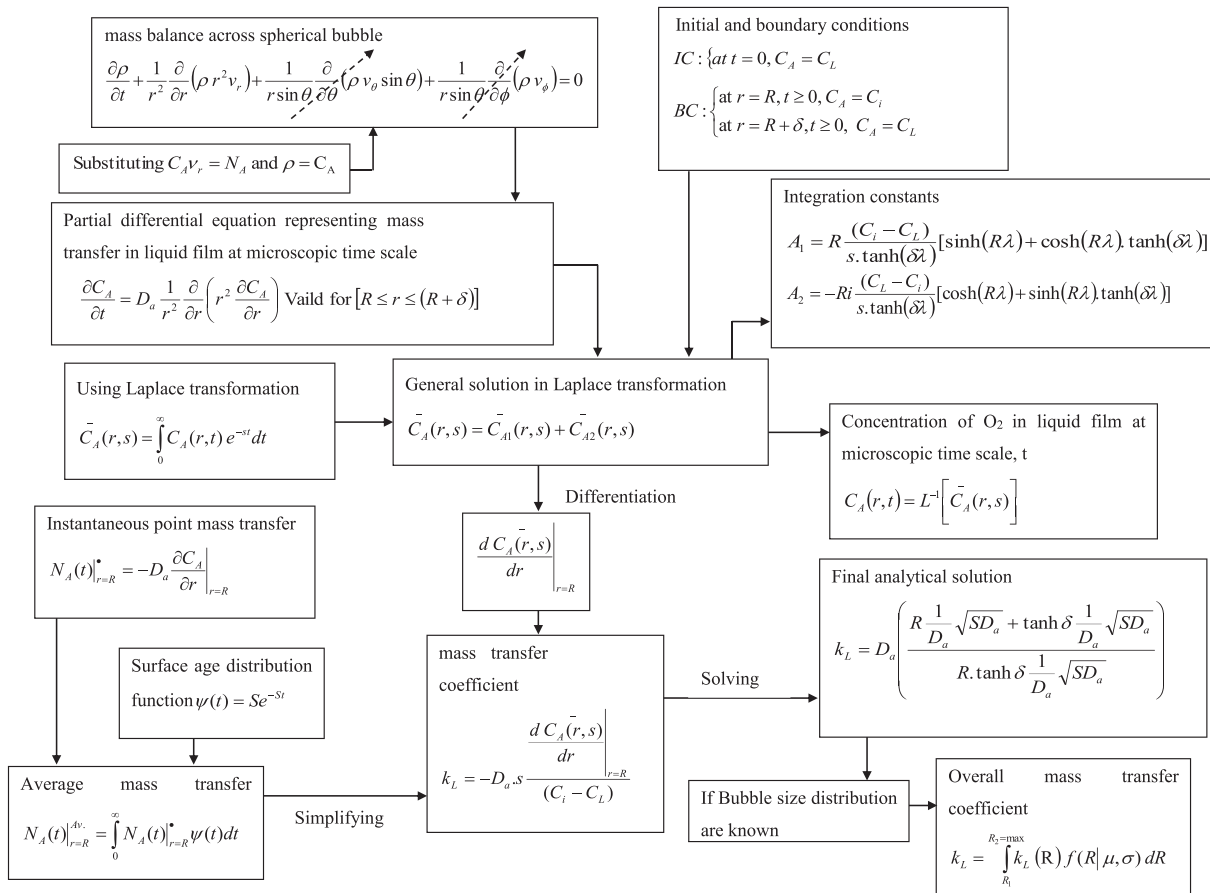 mass balance across spherical bubble
∂ρ/∂t + 1/r² ∂/∂r (ρ r² v_r) + 1/(r sin θ) ∂/∂θ (ρ v_θ sin θ) + 1/(r sin θ) ∂/∂ϕ (ρ v_ϕ) = 0
Substituting C_A v_r = N_A and ρ = C_A
Partial differential equation representing mass
transfer in liquid film at microscopic time scale
∂C_A/∂t = D_a 1/r² ∂/∂r (r² ∂C_A/∂r) Vaild for [R ≤ r ≤ (R + δ)]
Initial and boundary conditions
IC : {at t = 0, C_A = C_L
BC : {at r = R, t ≥ 0, C_A = C_i
at r = R + δ, t ≥ 0, C_A = C_L
Integration constants
A_1 = R (C_i − C_L)/(s.tanh(δλ)) [sinh(Rλ) + cosh(Rλ). tanh(δλ)]
A_2 = −Ri (C_L − C_i)/(s.tanh(δλ)) [cosh(Rλ) + sinh(Rλ).tanh(δλ)]
Using Laplace transformation
C̄_A(r, s) = ∫_0^∞ C_A(r, t) e^{−st} dt
General solution in Laplace transformation
C̄_A(r, s) = C̄_A1(r, s) + C̄_A2(r, s)
Concentration of O₂ in liquid film at
microscopic time scale, t
C_A(r, t) = L⁻¹[C̄_A(r, s)]
Differentiation
d C̄_A(r, s)/dr |_{r=R}
Instantaneous point mass transfer
N_A(t)|^•_{r=R} = −D_a ∂C_A/∂r |_{r=R}
Surface age distribution
function ψ(t) = Se^{−St}
Average mass transfer
N_A(t)|^{Av.}_{r=R} = ∫_0^∞ N_A(t)|^•_{r=R} ψ(t)dt
Simplifying
mass transfer
coefficient
k_L = −D_a.s (d C̄_A(r, s)/dr |_{r=R})/(C_i − C_L)
Solving
Final analytical solution
k_L = D_a ((R 1/D_a √(SD_a) + tanh δ 1/D_a √(SD_a))/(R. tanh δ 1/D_a √(SD_a)))
If Bubble size distribution
are known
Overall mass transfer
coefficient
k_L = ∫_{R_1}^{R_2=max} k_L (R) f(R| μ, σ) dR